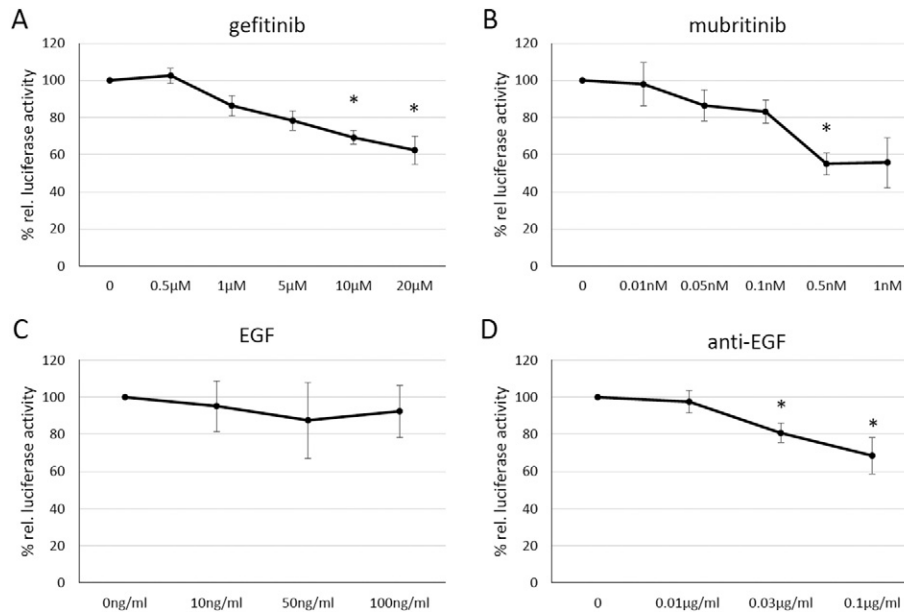 A
gefitinib
% rel. luciferase activity
120
100
80
60
40
20
0
* *
0 0.5µM 1µM 5µM 10µM 20µM
B
mubritinib
% rel. luciferase activity
120
100
80
60
40
20
0
*
0 0.01nM 0.05nM 0.1nM 0.5nM 1nM
C
EGF
% rel. luciferase activity
120
100
80
60
40
20
0
0ng/ml 10ng/ml 50ng/ml 100ng/ml
D
anti-EGF
% rel. luciferase activity
120
100
80
60
40
20
0
* *
0 0.01µg/ml 0.03µg/ml 0.1µg/ml